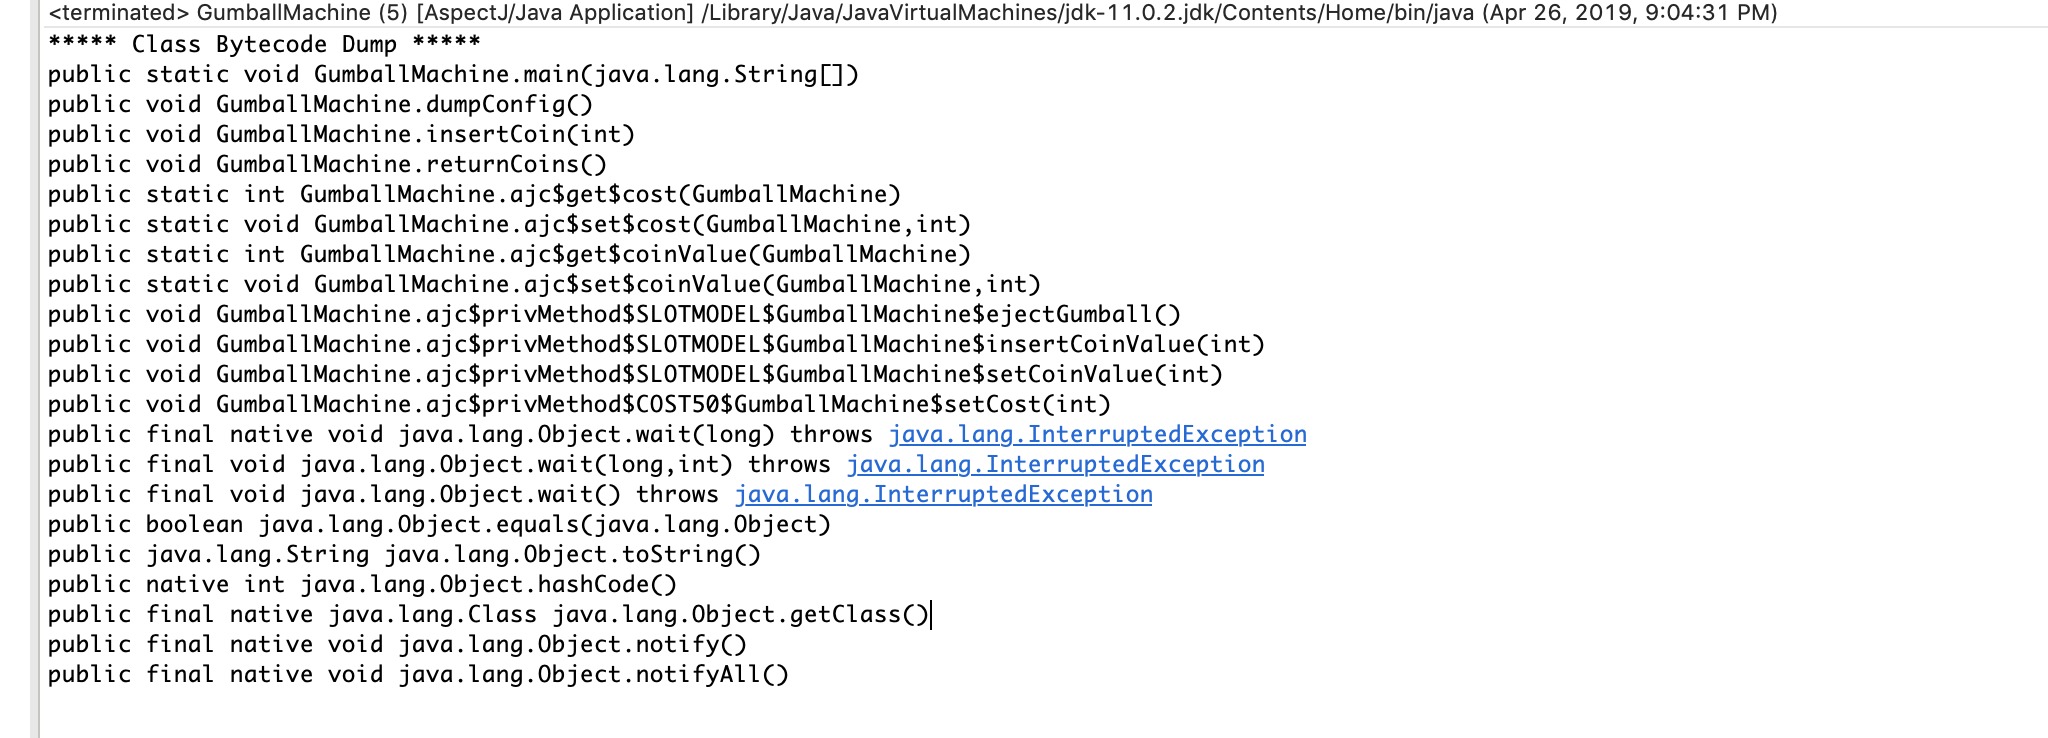 <terminated> GumballMachine (5) [AspectJ/Java Application] /Library/Java/JavaVirtualMachines/jdk-11.0.2.jdk/Contents/Home/bin/java (Apr 26, 2019, 9:04:31 PM)
***** Class Bytecode Dump *****
public static void GumballMachine.main(java.lang.String[])
public void GumballMachine.dumpConfig()
public void GumballMachine.insertCoin(int)
public void GumballMachine.returnCoins()
public static int GumballMachine.ajc$get$cost(GumballMachine)
public static void GumballMachine.ajc$set$cost(GumballMachine,int)
public static int GumballMachine.ajc$get$coinValue(GumballMachine)
public static void GumballMachine.ajc$set$coinValue(GumballMachine,int)
public void GumballMachine.ajc$privMethod$SLOTMODEL$GumballMachine$ejectGumball()
public void GumballMachine.ajc$privMethod$SLOTMODEL$GumballMachine$insertCoinValue(int)
public void GumballMachine.ajc$privMethod$SLOTMODEL$GumballMachine$setCoinValue(int)
public void GumballMachine.ajc$privMethod$COST50$GumballMachine$setCost(int)
public final native void java.lang.Object.wait(long) throws java.lang.InterruptedException
public final void java.lang.Object.wait(long,int) throws java.lang.InterruptedException
public final void java.lang.Object.wait() throws java.lang.InterruptedException
public boolean java.lang.Object.equals(java.lang.Object)
public java.lang.String java.lang.Object.toString()
public native int java.lang.Object.hashCode()
public final native java.lang.Class java.lang.Object.getClass()
public final native void java.lang.Object.notify()
public final native void java.lang.Object.notifyAll()